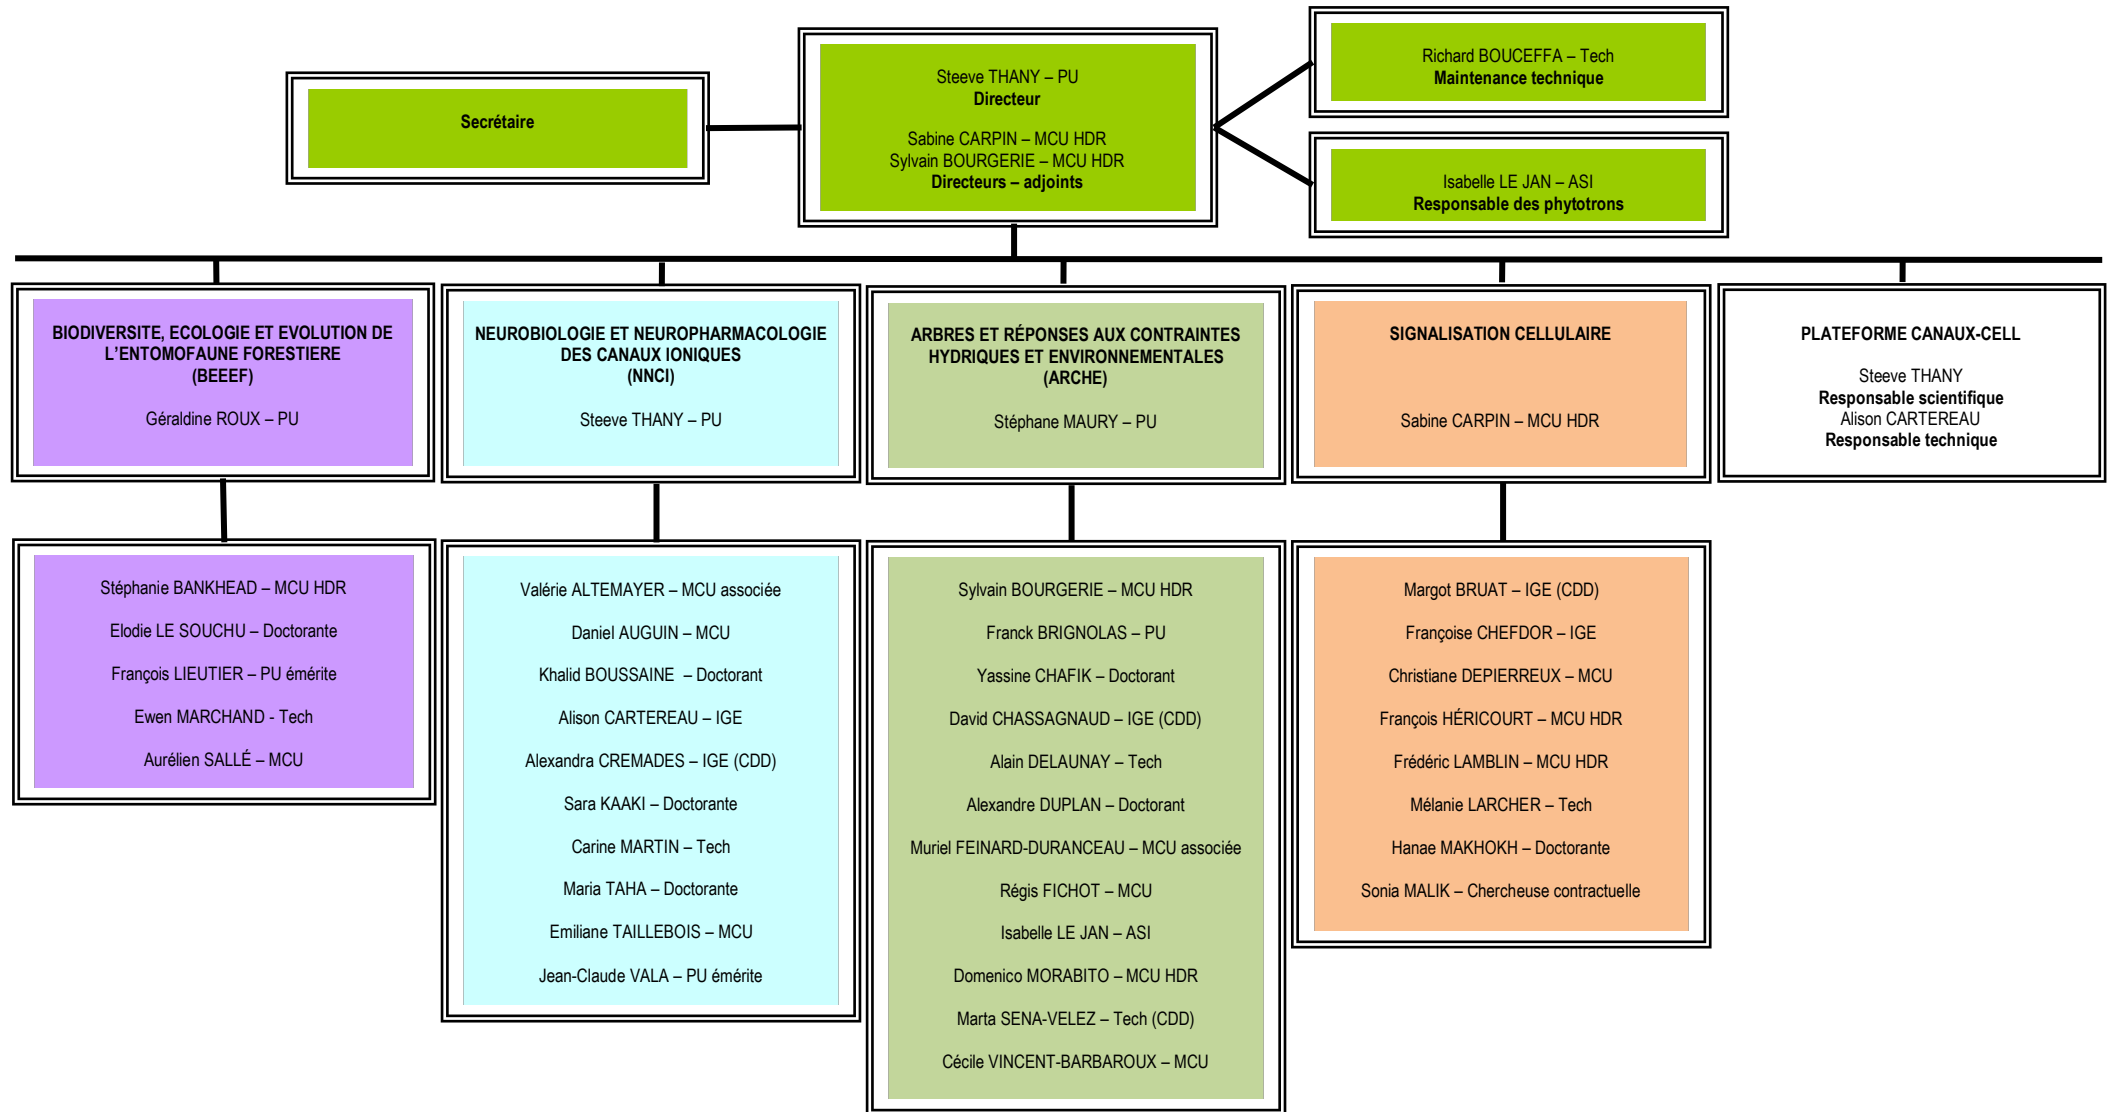 Secrétaire
Steeve THANY – PU
Directeur
Sabine CARPIN – MCU HDR
Sylvain BOURGERIE – MCU HDR
Directeurs – adjoints
Richard BOUCEFFA – Tech
Maintenance technique
Isabelle LE JAN – ASI
Responsable des phytotrons
BIODIVERSITE, ECOLOGIE ET EVOLUTION DE
L’ENTOMOFAUNE FORESTIERE
(BEEEF)
Géraldine ROUX – PU
NEUROBIOLOGIE ET NEUROPHARMACOLOGIE
DES CANAUX IONIQUES
(NNCI)
Steeve THANY – PU
ARBRES ET RÉPONSES AUX CONTRAINTES
HYDRIQUES ET ENVIRONNEMENTALES
(ARCHE)
Stéphane MAURY – PU
SIGNALISATION CELLULAIRE
Sabine CARPIN – MCU HDR
PLATEFORME CANAUX-CELL
Steeve THANY
Responsable scientifique
Alison CARTEREAU
Responsable technique
Stéphanie BANKHEAD – MCU HDR
Elodie LE SOUCHU – Doctorante
François LIEUTIER – PU émérite
Ewen MARCHAND - Tech
Aurélien SALLÉ – MCU
Valérie ALTEMAYER – MCU associée
Daniel AUGUIN – MCU
Khalid BOUSSAINE – Doctorant
Alison CARTEREAU – IGE
Alexandra CREMADES – IGE (CDD)
Sara KAAKI – Doctorante
Carine MARTIN – Tech
Maria TAHA – Doctorante
Emiliane TAILLEBOIS – MCU
Jean-Claude VALA – PU émérite
Sylvain BOURGERIE – MCU HDR
Franck BRIGNOLAS – PU
Yassine CHAFIK – Doctorant
David CHASSAGNAUD – IGE (CDD)
Alain DELAUNAY – Tech
Alexandre DUPLAN – Doctorant
Muriel FEINARD-DURANCEAU – MCU associée
Régis FICHOT – MCU
Isabelle LE JAN – ASI
Domenico MORABITO – MCU HDR
Marta SENA-VELEZ – Tech (CDD)
Cécile VINCENT-BARBAROUX – MCU
Margot BRUAT – IGE (CDD)
Françoise CHEFDOR – IGE
Christiane DEPIERREUX – MCU
François HÉRICOURT – MCU HDR
Frédéric LAMBLIN – MCU HDR
Mélanie LARCHER – Tech
Hanae MAKHOKH – Doctorante
Sonia MALIK – Chercheuse contractuelle